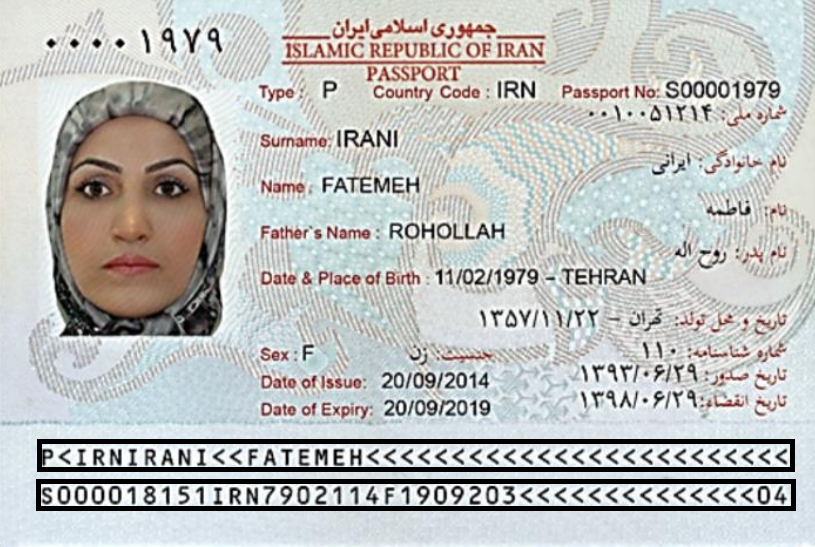 ۰۰۰۰۱۹۷۹
جمهوری اسلامی ایران
ISLAMIC REPUBLIC OF IRAN
PASSPORT
Type: P Country Code: IRN Passport No: S00001979
شماره ملی: ۰۰۱۰۰۵۱۲۱۴
Surname: IRANI
نام خانوادگی: ایرانی
Name: FATEMEH
نام: فاطمه
Father`s Name: ROHOLLAH
نام پدر: روح اله
Date & Place of Birth: 11/02/1979 – TEHRAN
تاریخ و محل تولد: تهران – ۱۳۵۷/۱۱/۲۲
Sex: F جنسیت: زن
شماره شناسنامه: ۱۱۰
Date of Issue: 20/09/2014
تاریخ صدور: ۱۳۹۳/۰۶/۲۹
Date of Expiry: 20/09/2019
تاریخ انقضاء: ۱۳۹۸/۰۶/۲۹
P<IRNIRANI<<FATEMEH<<<<<<<<<<<<<<<<<<<<<<<<<
S000018151IRN7902114F1909203<<<<<<<<<<<<<<04